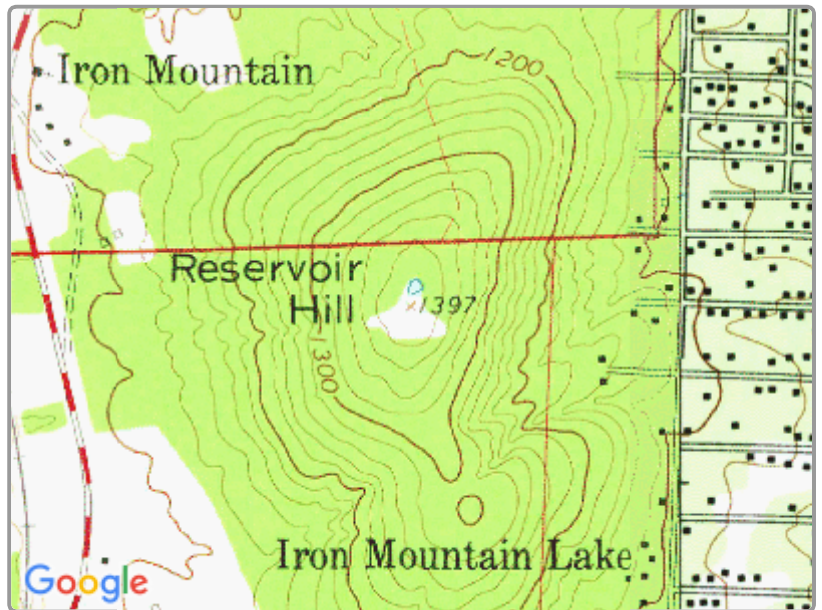 1200
Iron Mountain
Reservoir
Hill
1397
1300
Iron Mountain Lake
Google